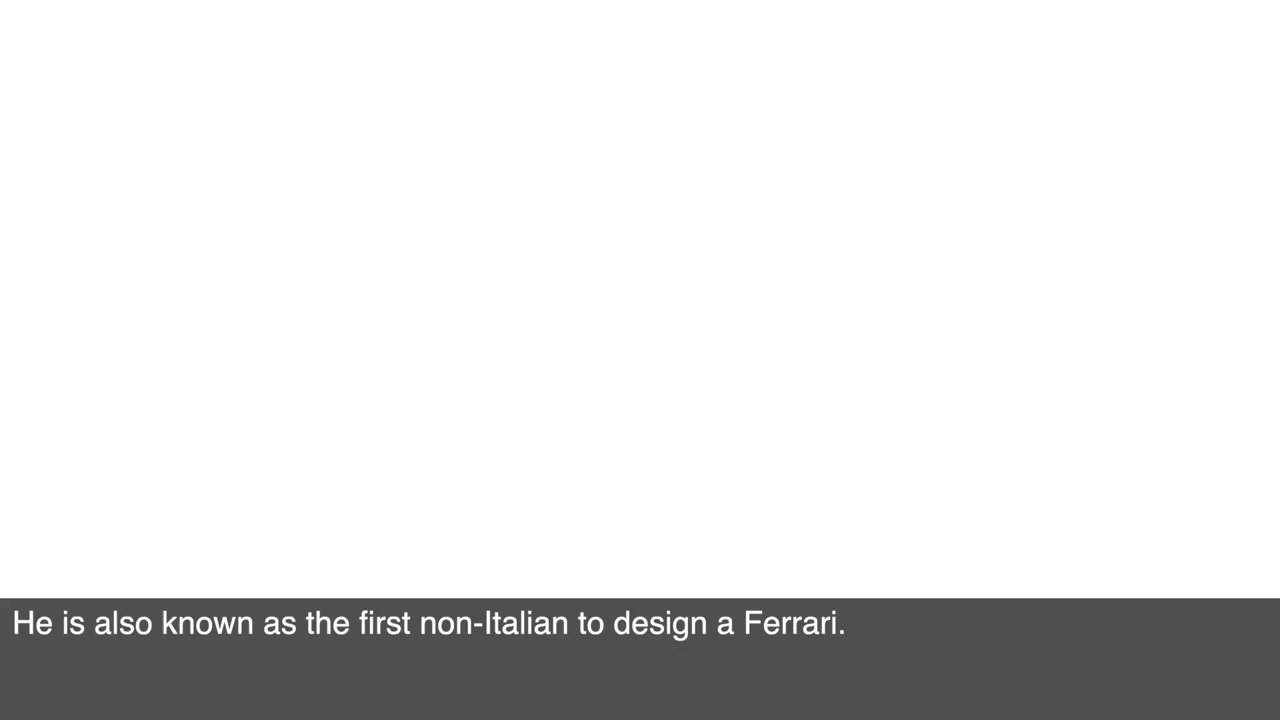 He is also known as the first non-Italian to design a Ferrari.